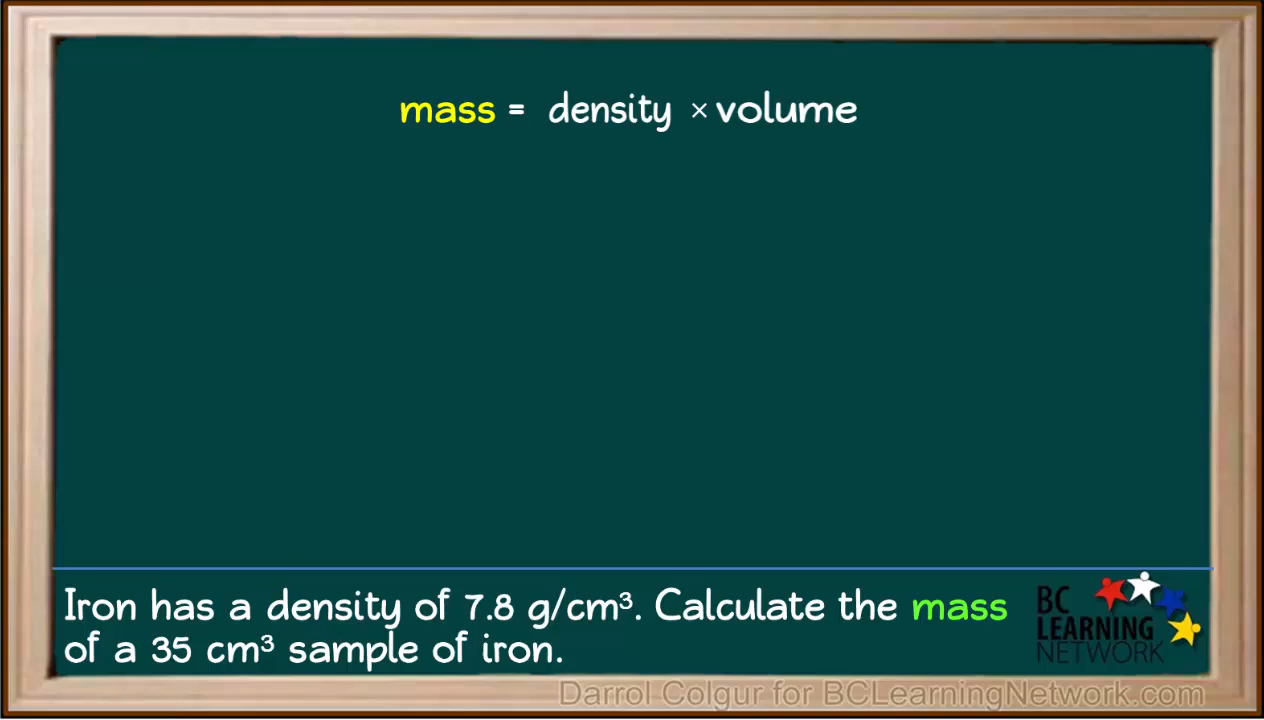 mass = density × volume
Iron has a density of 7.8 g/cm³. Calculate the mass
of a 35 cm³ sample of iron.
BC
LEARNING
NETWORK
Darrol Colgur for BCLearningNetwork.com